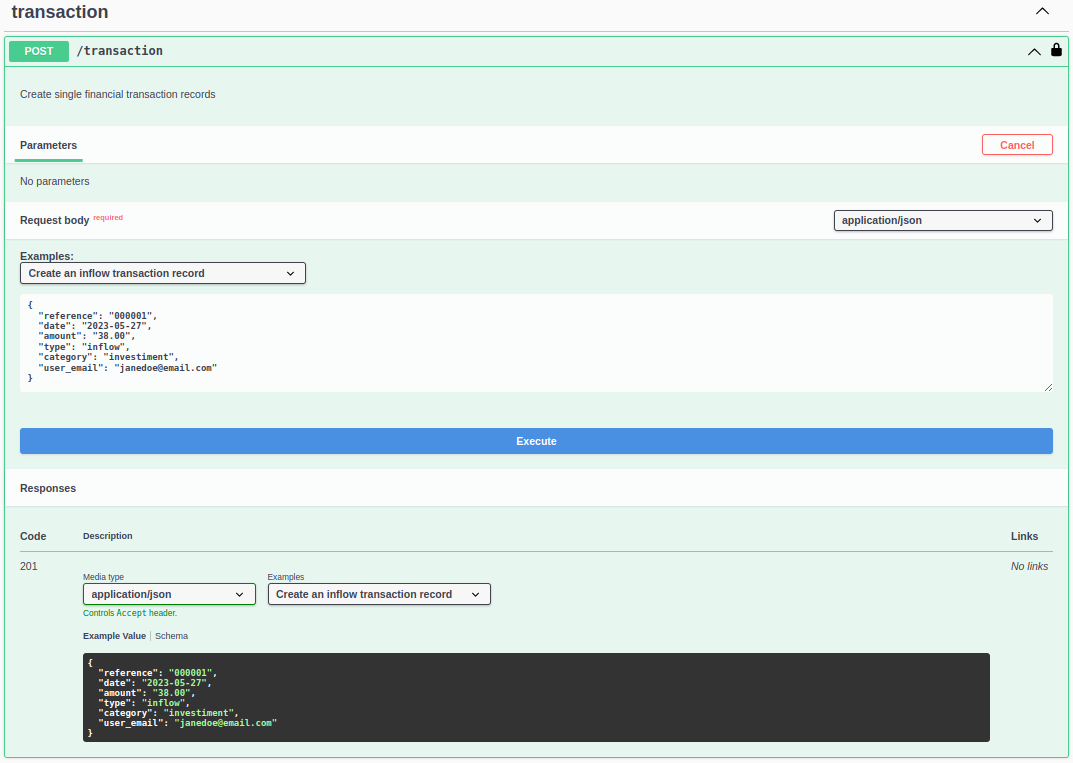 transaction
POST /transaction
Create single financial transaction records
Parameters Cancel
No parameters
Request body required application/json
Examples:
Create an inflow transaction record
{
  "reference": "000001",
  "date": "2023-05-27",
  "amount": "38.00",
  "type": "inflow",
  "category": "investiment",
  "user_email": "janedoe@email.com"
}
Execute
Responses
Code Description Links
201 No links
Media type Examples
application/json Create an inflow transaction record
Controls Accept header.
Example Value Schema
{
  "reference": "000001",
  "date": "2023-05-27",
  "amount": "38.00",
  "type": "inflow",
  "category": "investiment",
  "user_email": "janedoe@email.com"
}